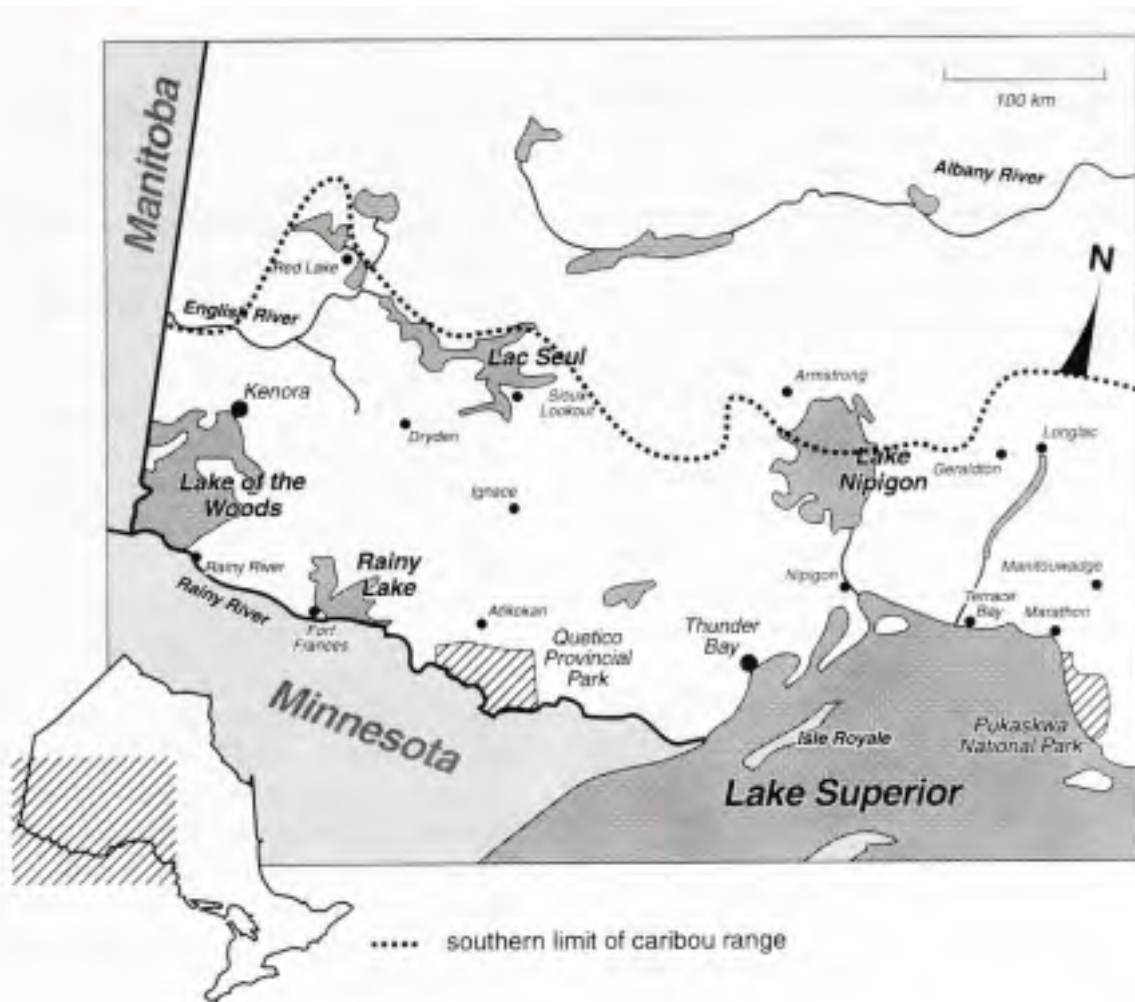 Manitoba
100 km
Albany River
N
Red Lake
English River
Lac Seul
Armstrong
Kenora
Sioux
Lookout
Dryden
Longlac
Lake
Nipigon
Geraldton
Lake of the
Woods
Ignace
Rainy
Lake
Rainy River
Rainy River
Nipigon
Manitouwadge
Terrace
Bay
Marathon
Fort
Frances
Atikokan
Quetico
Provincial
Park
Thunder
Bay
Minnesota
Isle Royale
Pukaskwa
National Park
Lake Superior
southern limit of caribou range